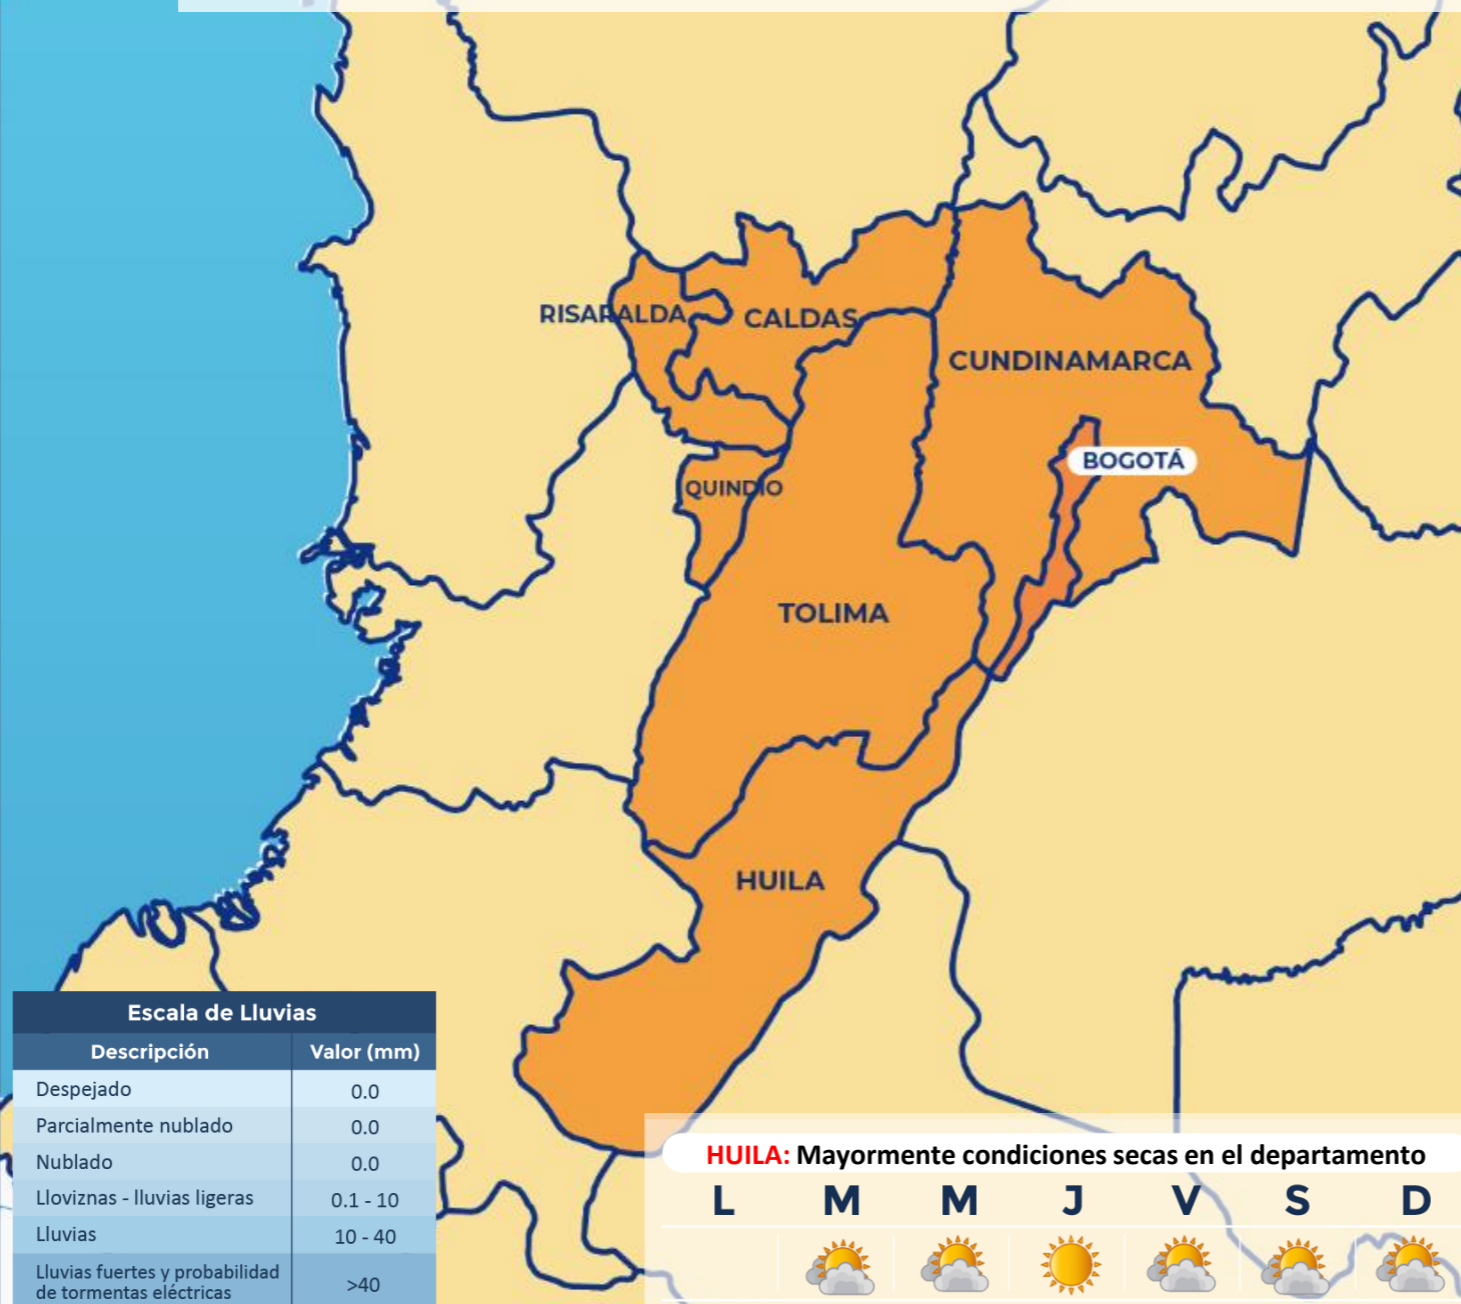 RISARALDA
CALDAS
CUNDINAMARCA
BOGOTÁ
QUINDIO
TOLIMA
HUILA
Escala de Lluvias
Descripción Valor (mm)
Despejado 0.0
Parcialmente nublado 0.0
Nublado 0.0
Lloviznas - lluvias ligeras 0.1 - 10
Lluvias 10 - 40
Lluvias fuertes y probabilidad
de tormentas eléctricas >40
HUILA: Mayormente condiciones secas en el departamento
L M M J V S D